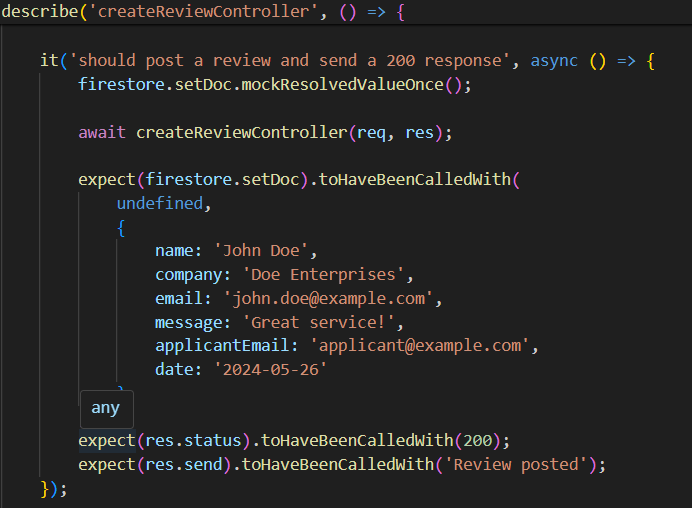 describe('createReviewController', () => {
it('should post a review and send a 200 response', async () => {
firestore.setDoc.mockResolvedValueOnce();
await createReviewController(req, res);
expect(firestore.setDoc).toHaveBeenCalledWith(
undefined,
{
name: 'John Doe',
company: 'Doe Enterprises',
email: 'john.doe@example.com',
message: 'Great service!',
applicantEmail: 'applicant@example.com',
date: '2024-05-26'
any
expect(res.status).toHaveBeenCalledWith(200);
expect(res.send).toHaveBeenCalledWith('Review posted');
});